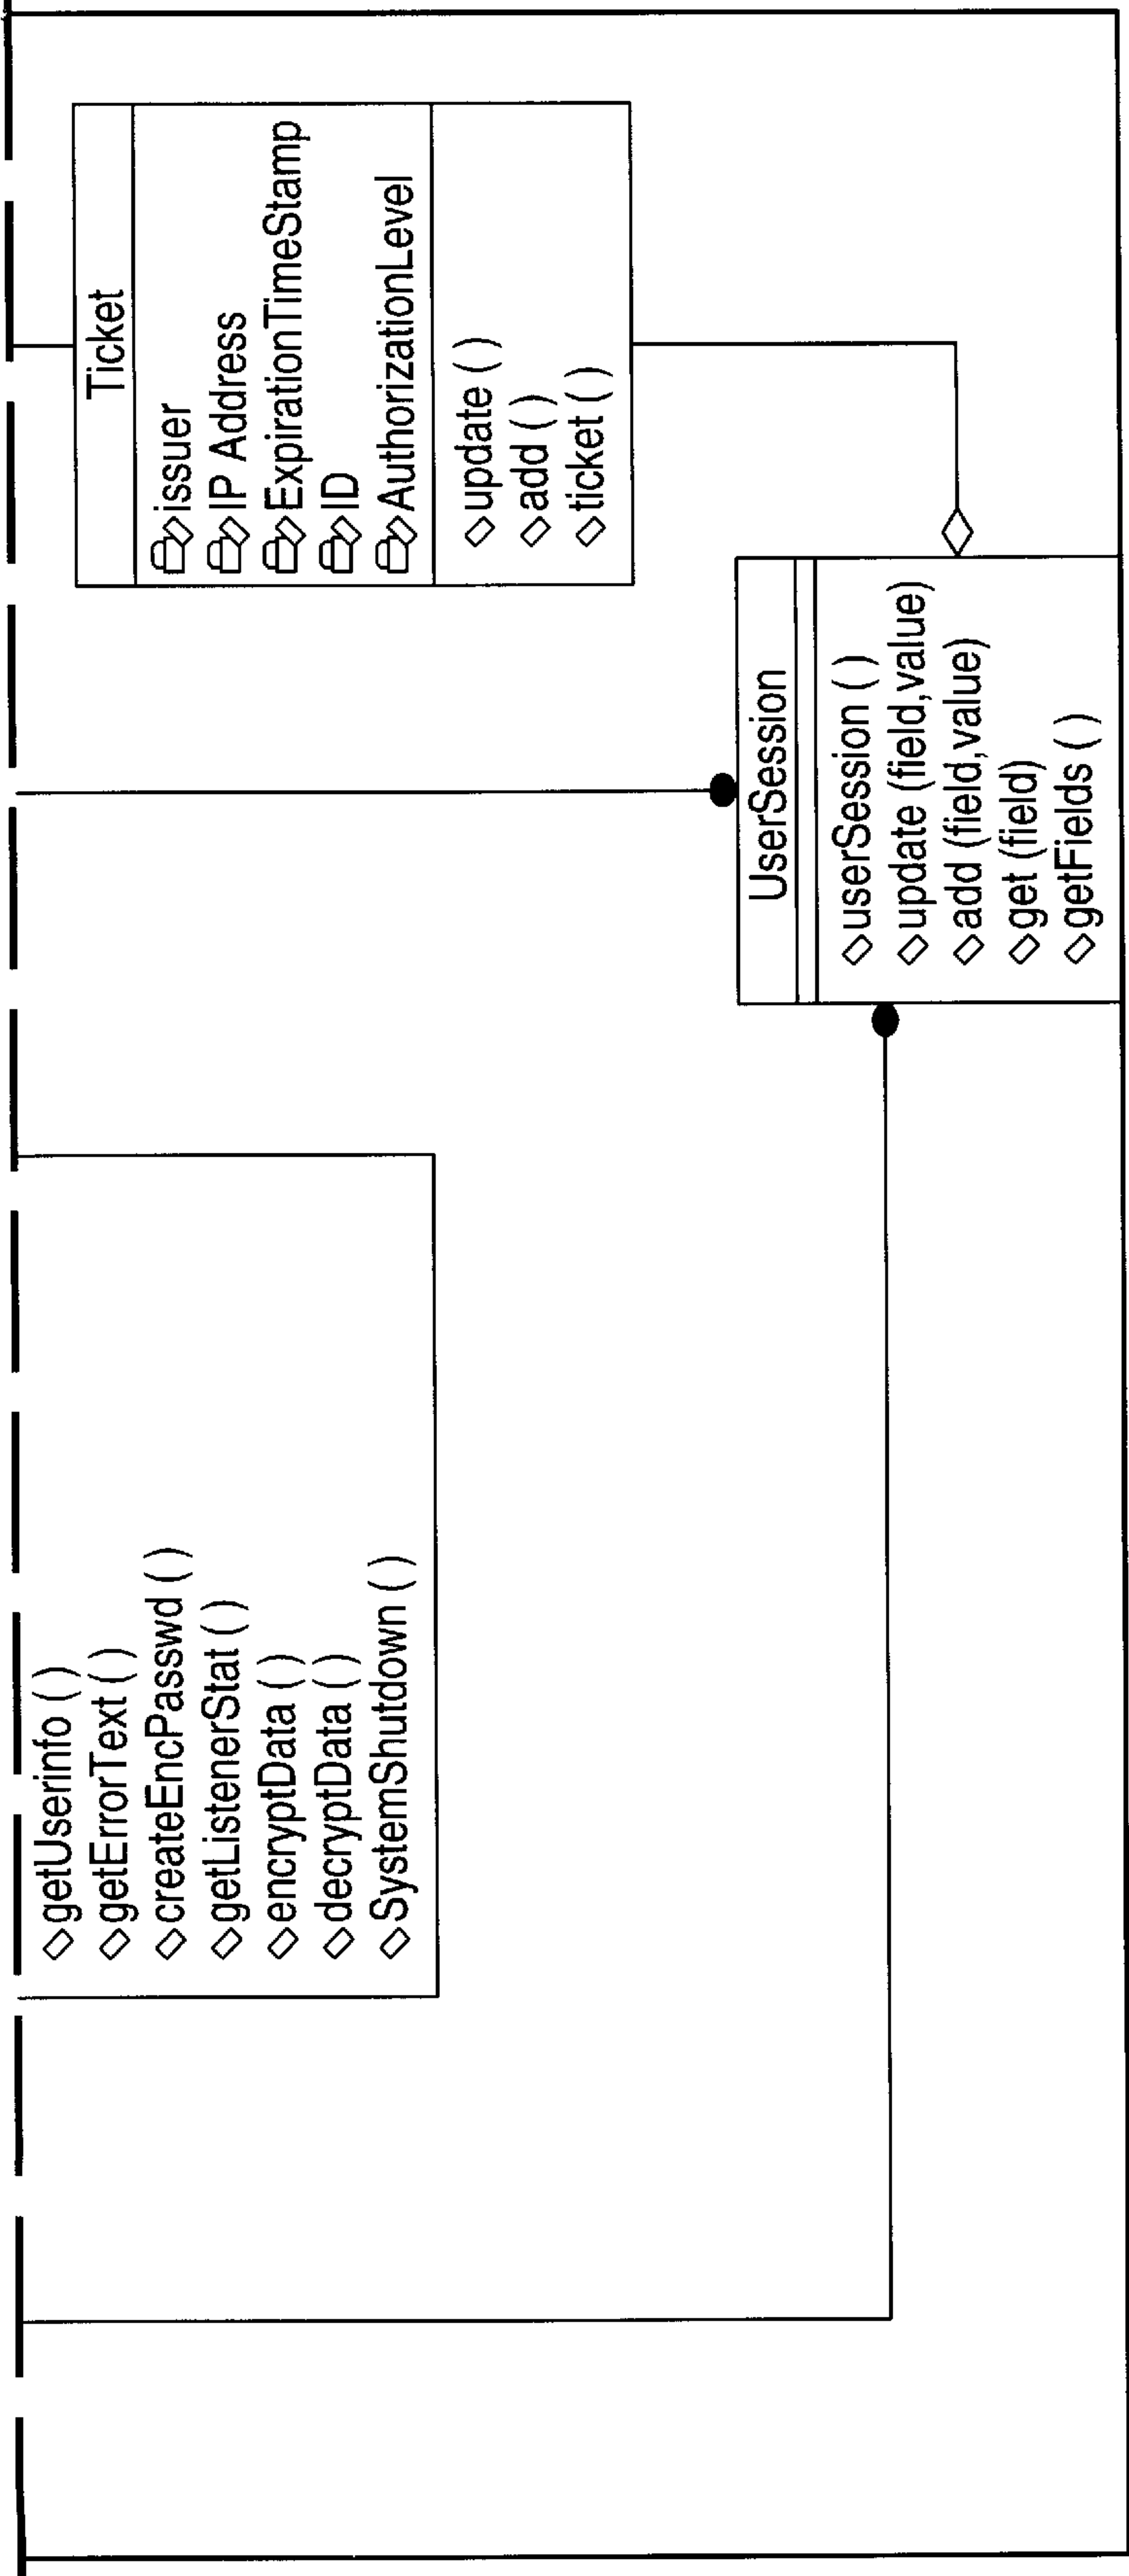 getUserinfo ( )
getErrorText ( )
createEncPasswd ( )
getListenerStat ( )
encryptData ( )
decryptData ( )
SystemShutdown ( )
Ticket
issuer
IP Address
ExpirationTimeStamp
ID
AuthorizationLevel
update ( )
add ( )
ticket ( )
UserSession
userSession ( )
update (field,value)
add (field,value)
get (field)
getFields ( )